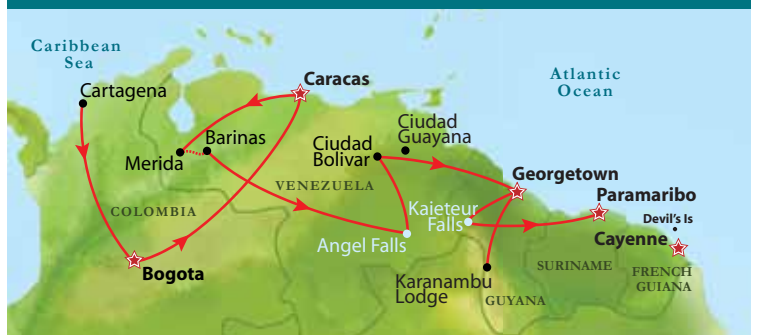 Caribbean
Sea
Cartagena
Caracas
Atlantic
Ocean
Barinas
Merida
Ciudad
Guayana
Ciudad
Bolivar
VENEZUELA
Georgetown
COLOMBIA
Paramaribo
Kaieteur
Falls
Devil's Is
Angel Falls
Cayenne
Bogota
Karanambu
Lodge
GUYANA
SURINAME
FRENCH
GUIANA